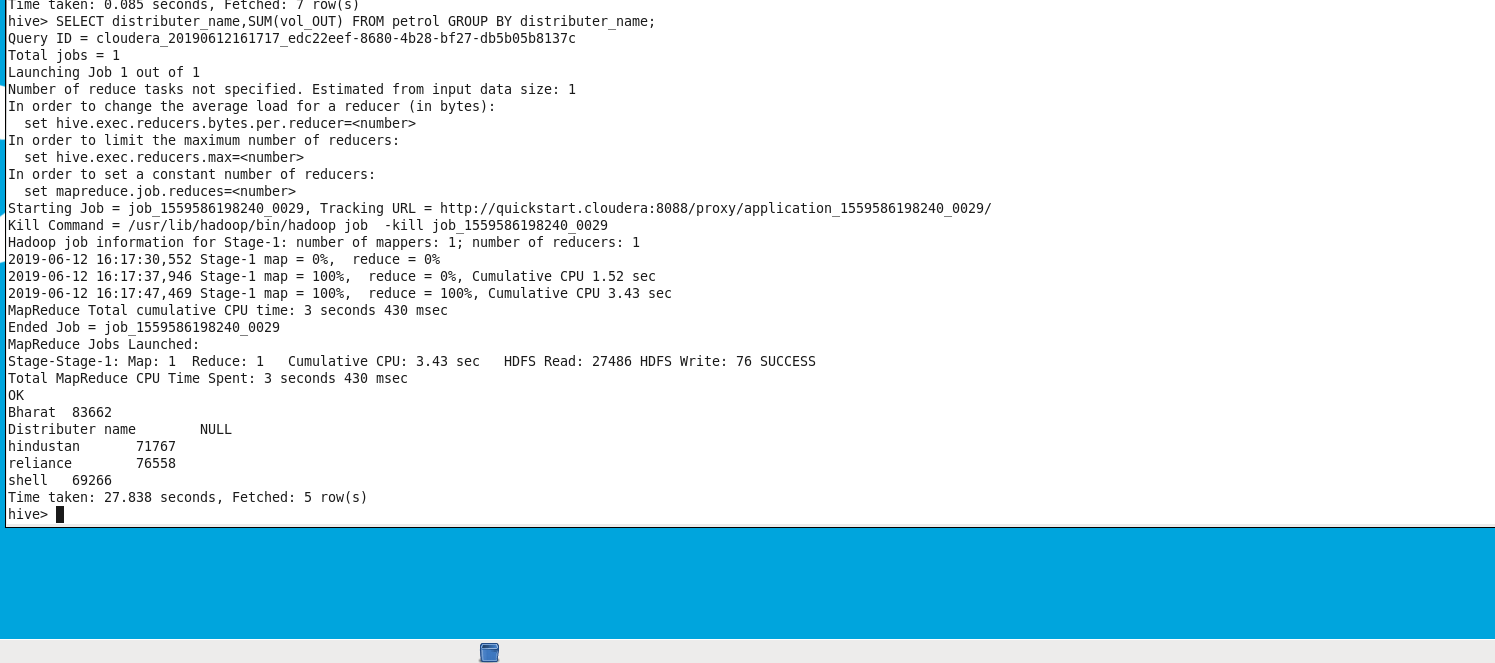 Time taken: 0.085 seconds, Fetched: 7 row(s)
hive> SELECT distributer_name,SUM(vol_OUT) FROM petrol GROUP BY distributer_name;
Query ID = cloudera_20190612161717_edc22eef-8680-4b28-bf27-db5b05b8137c
Total jobs = 1
Launching Job 1 out of 1
Number of reduce tasks not specified. Estimated from input data size: 1
In order to change the average load for a reducer (in bytes):
  set hive.exec.reducers.bytes.per.reducer=<number>
In order to limit the maximum number of reducers:
  set hive.exec.reducers.max=<number>
In order to set a constant number of reducers:
  set mapreduce.job.reduces=<number>
Starting Job = job_1559586198240_0029, Tracking URL = http://quickstart.cloudera:8088/proxy/application_1559586198240_0029/
Kill Command = /usr/lib/hadoop/bin/hadoop job  -kill job_1559586198240_0029
Hadoop job information for Stage-1: number of mappers: 1; number of reducers: 1
2019-06-12 16:17:30,552 Stage-1 map = 0%,  reduce = 0%
2019-06-12 16:17:37,946 Stage-1 map = 100%,  reduce = 0%, Cumulative CPU 1.52 sec
2019-06-12 16:17:47,469 Stage-1 map = 100%,  reduce = 100%, Cumulative CPU 3.43 sec
MapReduce Total cumulative CPU time: 3 seconds 430 msec
Ended Job = job_1559586198240_0029
MapReduce Jobs Launched:
Stage-Stage-1: Map: 1  Reduce: 1   Cumulative CPU: 3.43 sec   HDFS Read: 27486 HDFS Write: 76 SUCCESS
Total MapReduce CPU Time Spent: 3 seconds 430 msec
OK
Bharat  83662
Distributer name        NULL
hindustan       71767
reliance        76558
shell   69266
Time taken: 27.838 seconds, Fetched: 5 row(s)
hive>